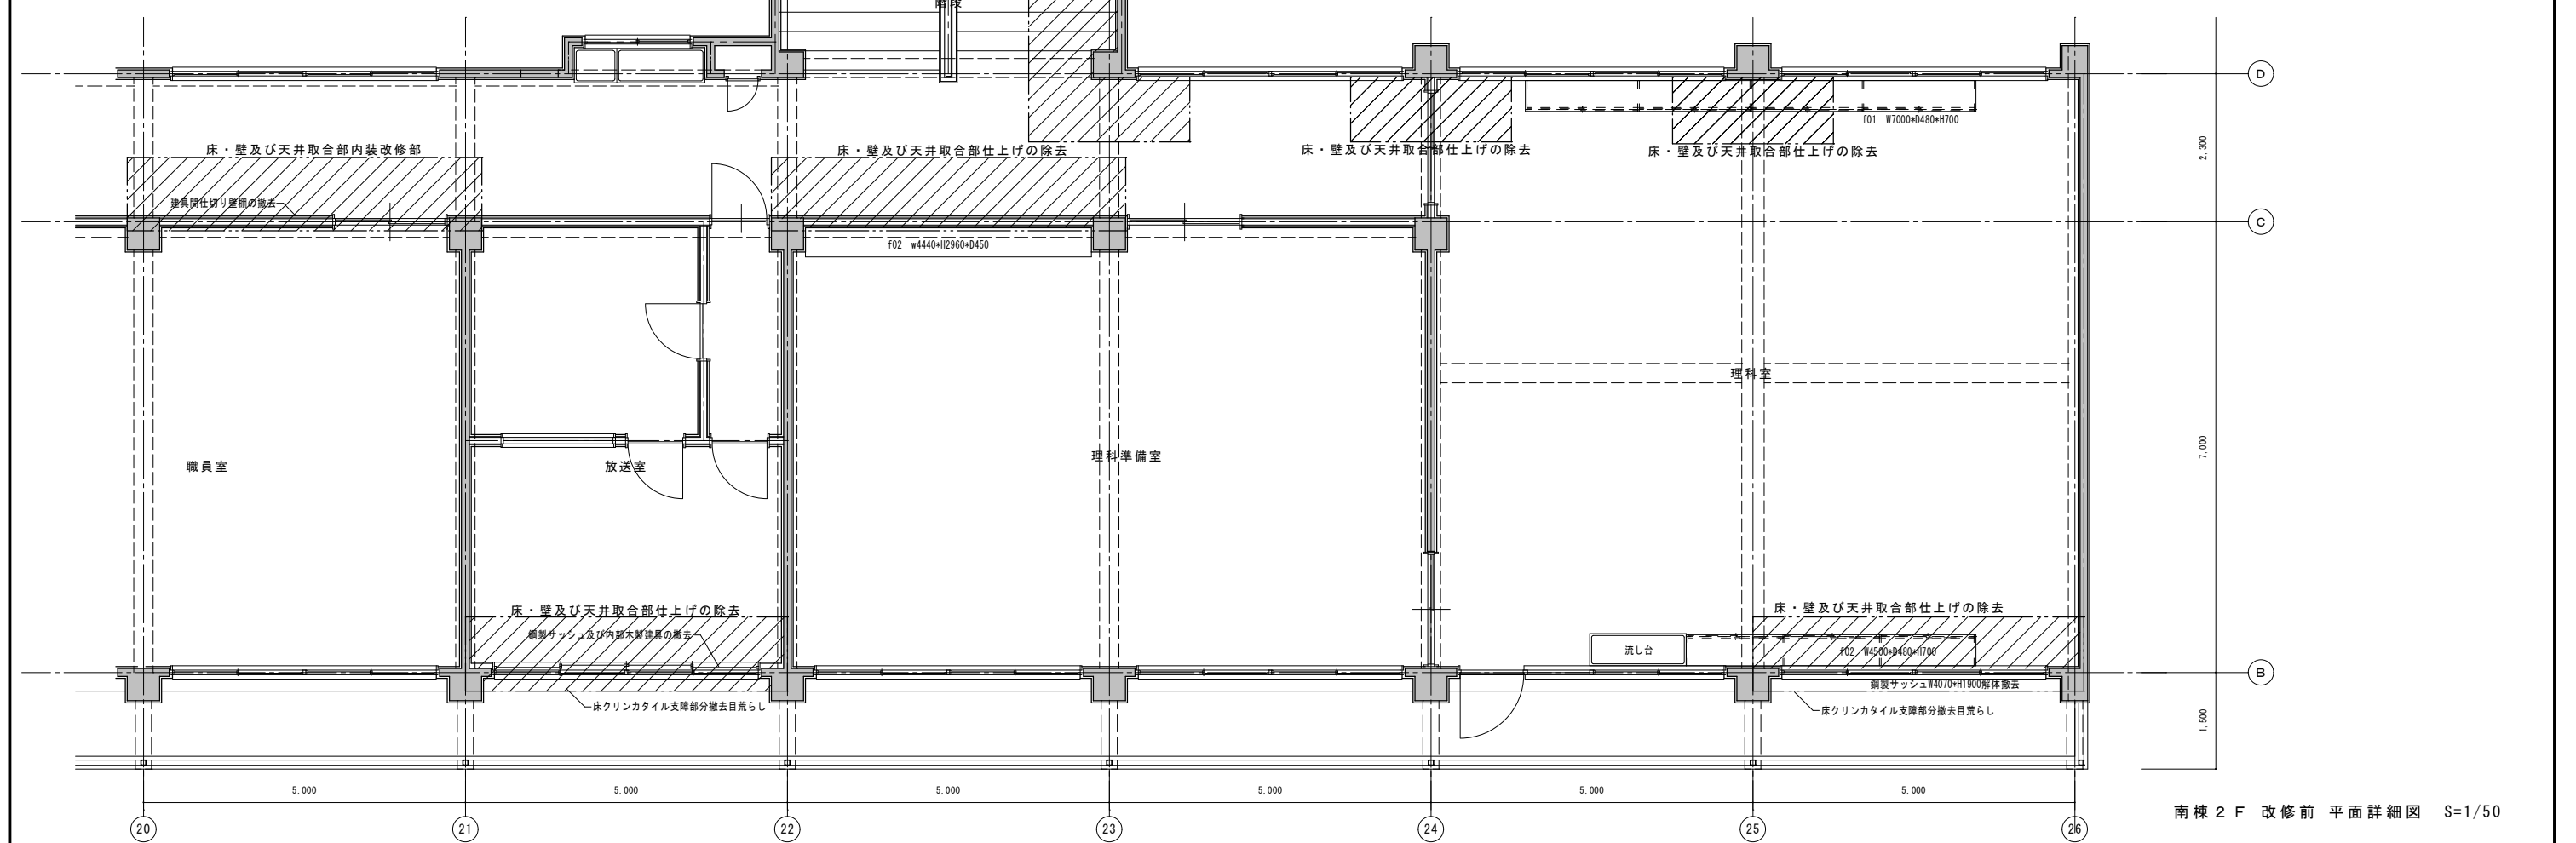 階段
D
f01 W7000*D480*H700
床・壁及び天井取合部内装改修部
床・壁及び天井取合部仕上げの除去
床・壁及び天井取合部仕上げの除去
床・壁及び天井取合部仕上げの除去
2,300
建具間仕切り壁棚の撤去
C
f02 w4440*H2960*D450
理科室
職員室
放送室
理科準備室
7,000
床・壁及び天井取合部仕上げの除去
床・壁及び天井取合部仕上げの除去
鋼製サッシュ及び内部木製建具の撤去
流し台
f02 W4500*D480*H700
B
鋼製サッシュW4070*H1900解体撤去
床クリンカタイル支障部分撤去目荒らし
床クリンカタイル支障部分撤去目荒らし
1,500
5,000
5,000
5,000
5,000
5,000
5,000
南棟2F 改修前 平面詳細図 S=1/50
20
21
22
23
24
25
26